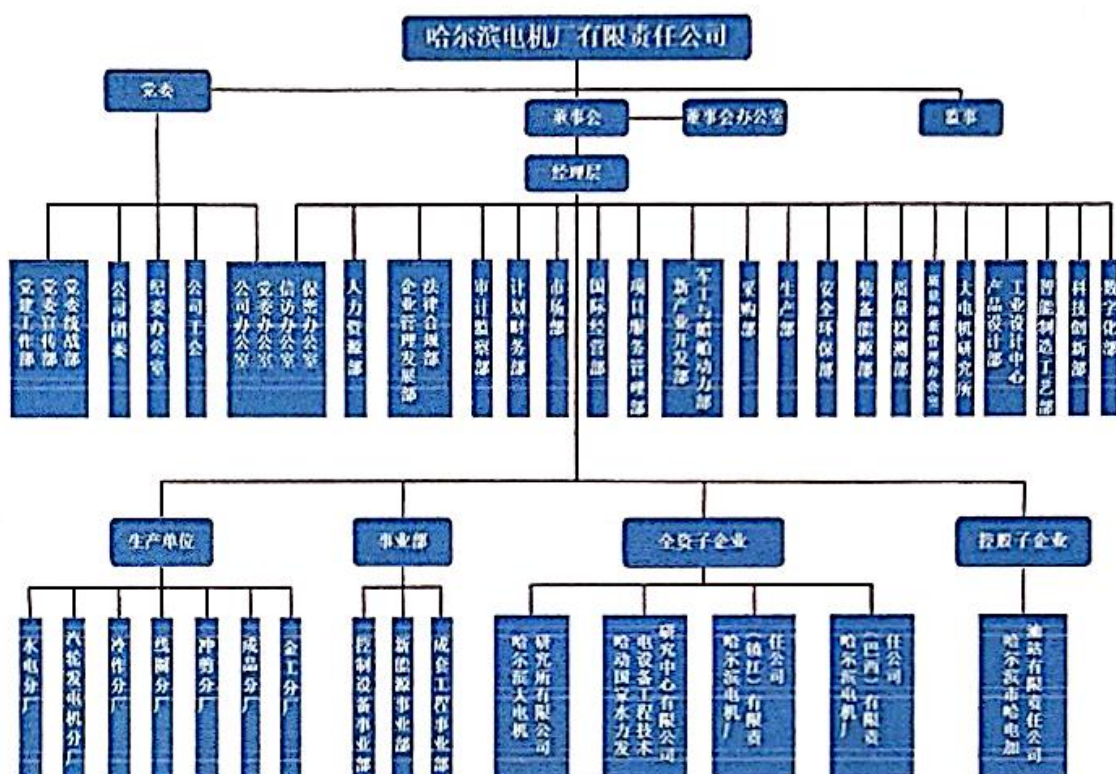 哈尔滨电机厂有限责任公司
党委
董事会
董事会办公室
监事
经理层
党建工作部
党委宣传部
党委统战部
公司团委
纪委办公室
公司工会
公司办公室
党委办公室
信访办公室
保密办公室
人力资源部
企业管理发展部
法律合规部
审计监察部
计划财务部
市场部
国际经营部
项目服务管理部
新产业开发部
军工与船舶动力部
采购部
生产部
安全环保部
装备能源部
质量检测部
质量体系管理办公室
大电机研究所
产品设计部
工业设计中心
智能制造工艺部
科技创新部
数字化部
生产单位
事业部
全资子企业
控股子企业
水电分厂
汽轮发电机分厂
冷作分厂
线圈分厂
冲剪分厂
成品分厂
金工分厂
控制设备事业部
新能源事业部
成套工程事业部
哈尔滨大电机
研究所有限公司
哈动国家水力发
电设备工程技术
研究中心有限公司
哈尔滨电机厂
（镇江）有限责
任公司
哈尔滨电机厂
（巴西）有限责
任公司
哈尔滨市哈电加
油站有限责任公司